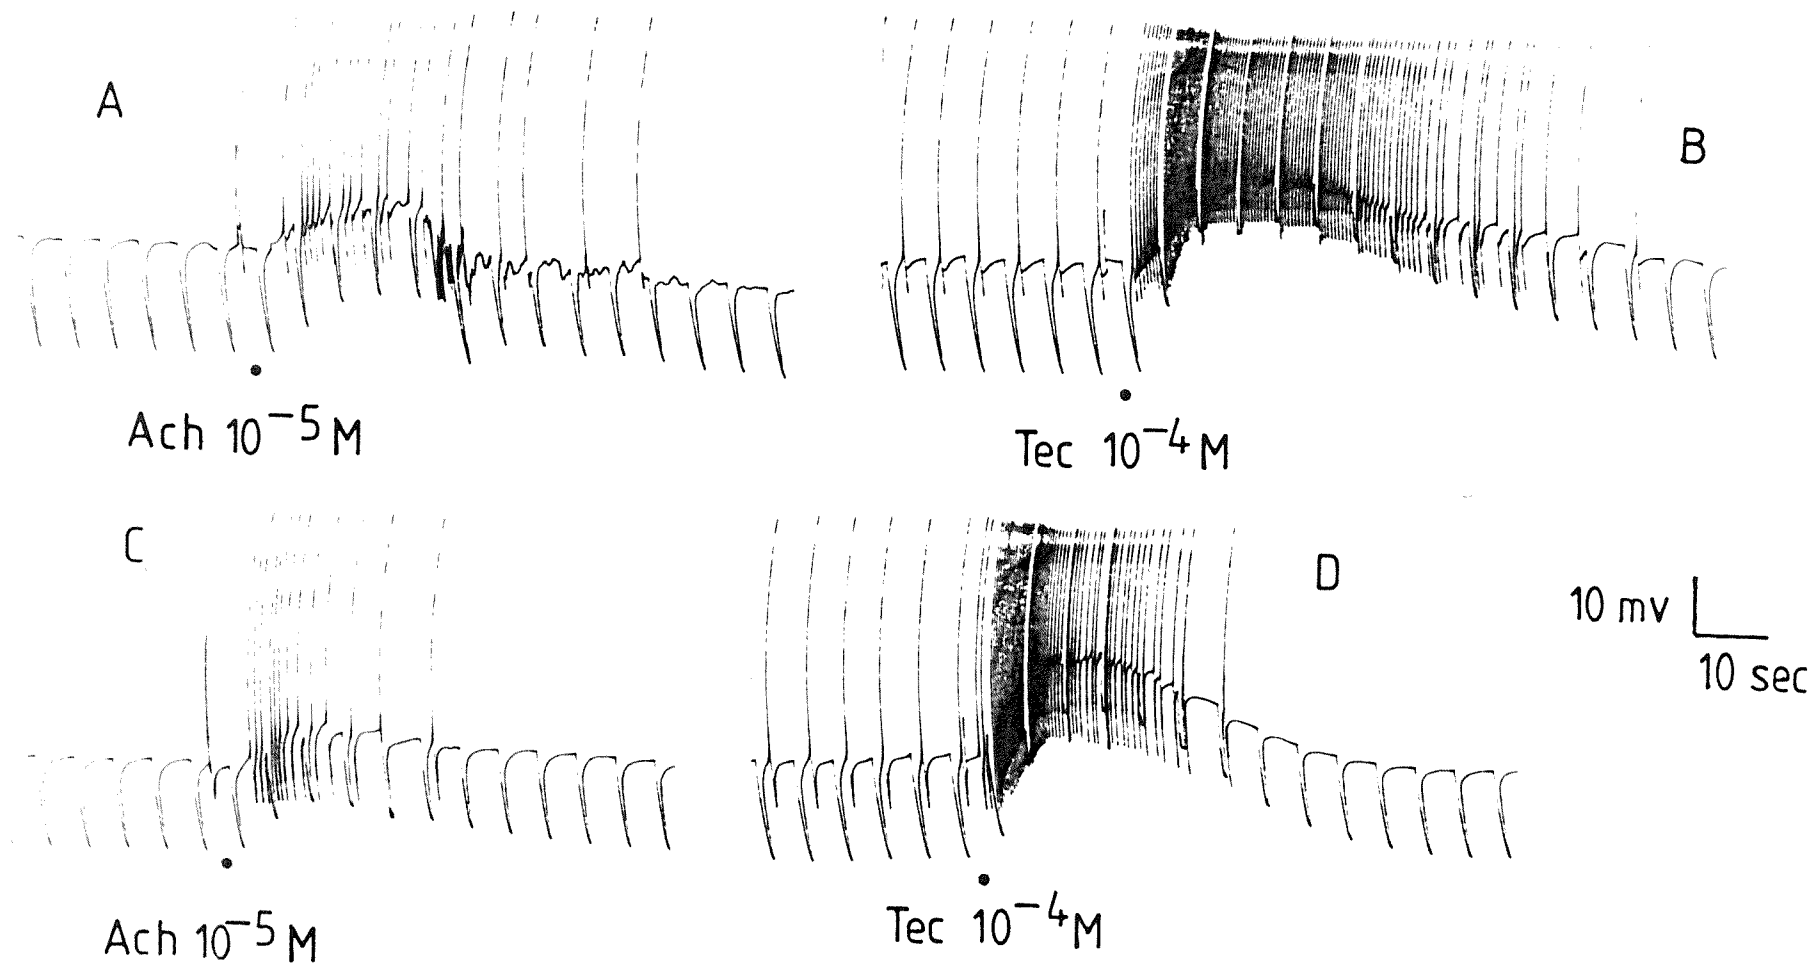 A
B
Ach 10⁻⁵ M
Tec 10⁻⁴ M
C
D
10 mv
10 sec
Ach 10⁻⁵ M
Tec 10⁻⁴ M